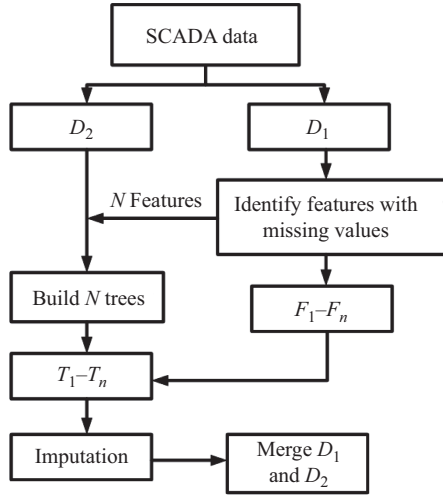 SCADA data
D₂
D₁
N Features
Identify features with
missing values
Build N trees
F₁–Fₙ
T₁–Tₙ
Imputation
Merge D₁
and D₂